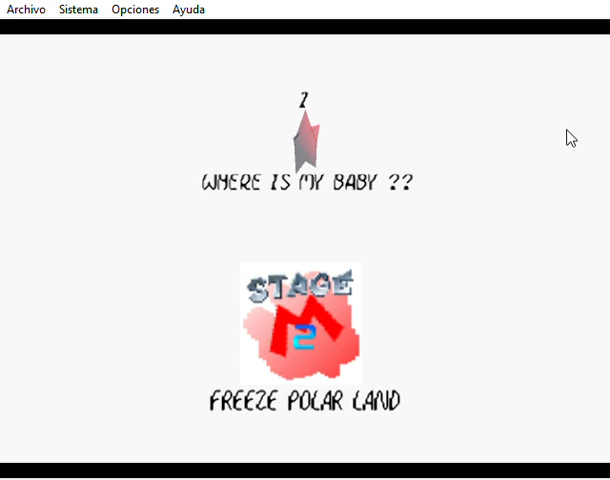 Archivo Sistema Opciones Ayuda
1
WHERE IS MY BABY ??
STAGE
M
2
FREEZE POLAR LAND